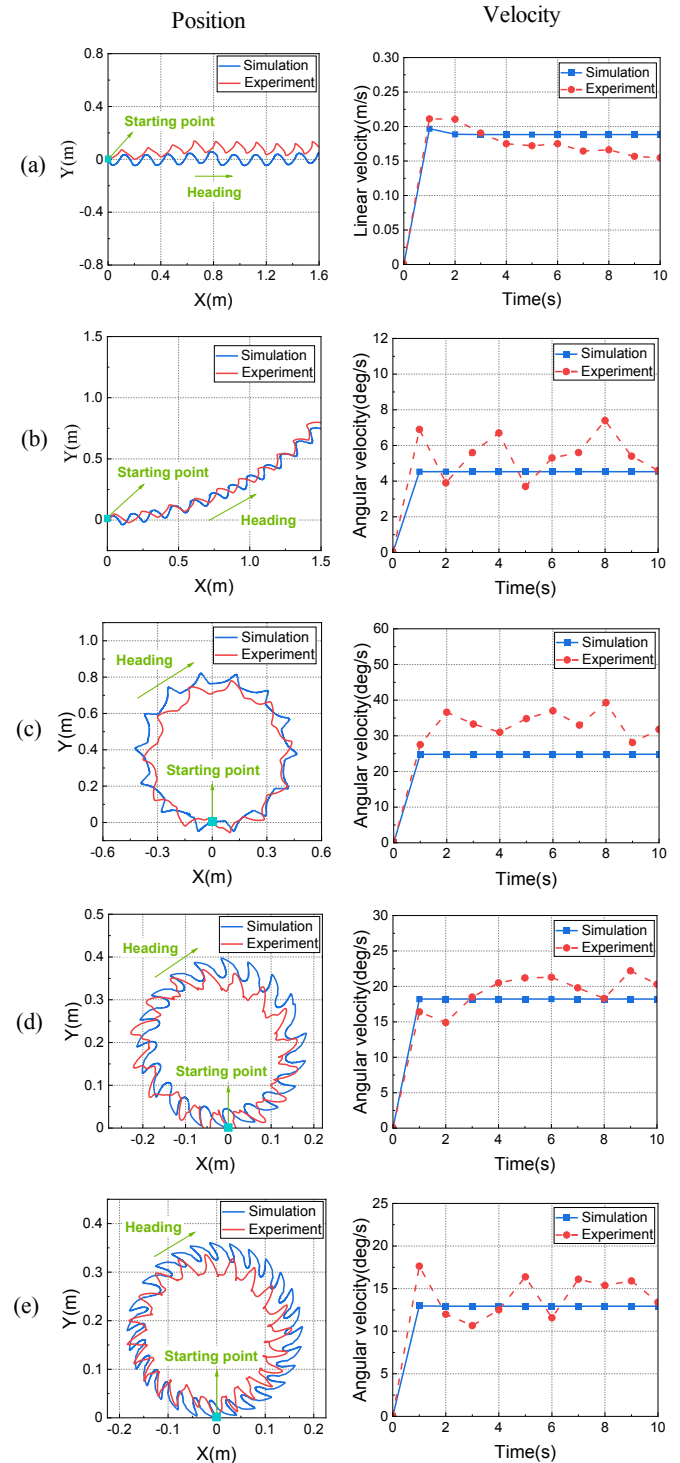 Position
Velocity
(a)
0.8
0.4
0
-0.4
-0.8
Y(m)
Simulation
Experiment
Starting point
Heading
0
0.4
0.8
1.2
1.6
X(m)
0.30
0.25
0.20
0.15
0.10
0.05
0.00
Linear velocity(m/s)
Simulation
Experiment
0
2
4
6
8
10
Time(s)
(b)
1.5
1.0
0.5
0
Y(m)
Simulation
Experiment
Starting point
Heading
0
0.5
1.0
1.5
X(m)
12
10
8
6
4
2
0
Angular velocity(deg/s)
Simulation
Experiment
0
2
4
6
8
10
Time(s)
(c)
1.0
0.8
0.6
0.4
0.2
0
Y(m)
Simulation
Experiment
Heading
Starting point
-0.6
-0.3
0
0.3
0.6
X(m)
60
50
40
30
20
10
0
Angular velocity(deg/s)
Simulation
Experiment
0
2
4
6
8
10
Time(s)
(d)
0.5
0.4
0.3
0.2
0.1
0
Y(m)
Simulation
Experiment
Heading
Starting point
-0.2
-0.1
0
0.1
0.2
X(m)
30
25
20
15
10
5
0
Angular velocity(deg/s)
Simulation
Experiment
0
2
4
6
8
10
Time(s)
(e)
0.4
0.3
0.2
0.1
0
Y(m)
Simulation
Experiment
Heading
Starting point
-0.2
-0.1
0
0.1
0.2
X(m)
25
20
15
10
5
0
Angular velocity(deg/s)
Simulation
Experiment
0
2
4
6
8
10
Time(s)